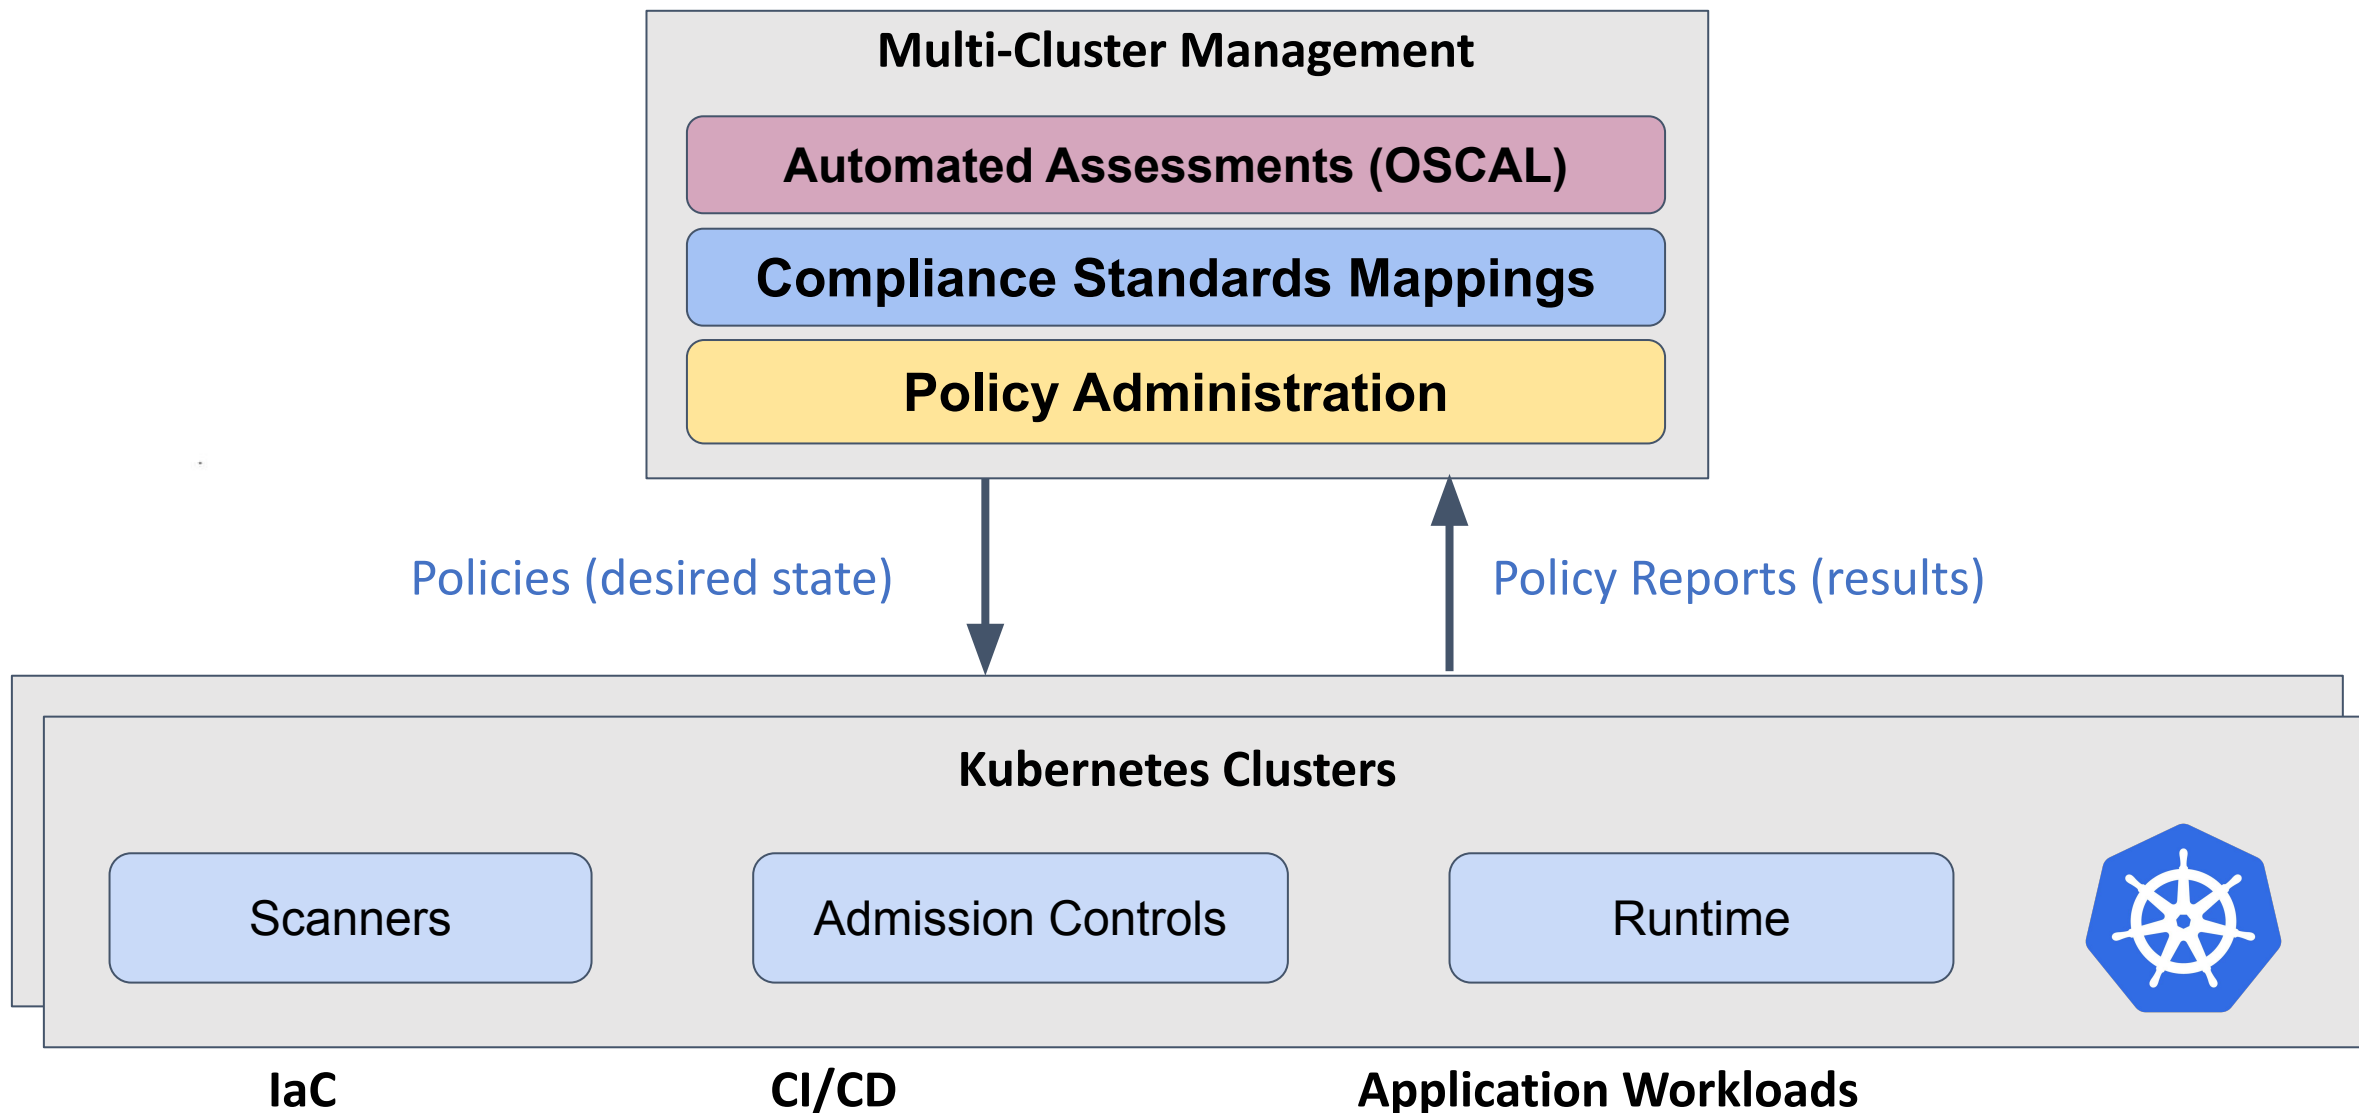 Multi-Cluster Management
Automated Assessments (OSCAL)
Compliance Standards Mappings
Policy Administration
Policies (desired state)
Policy Reports (results)
Kubernetes Clusters
Scanners
Admission Controls
Runtime
IaC
CI/CD
Application Workloads